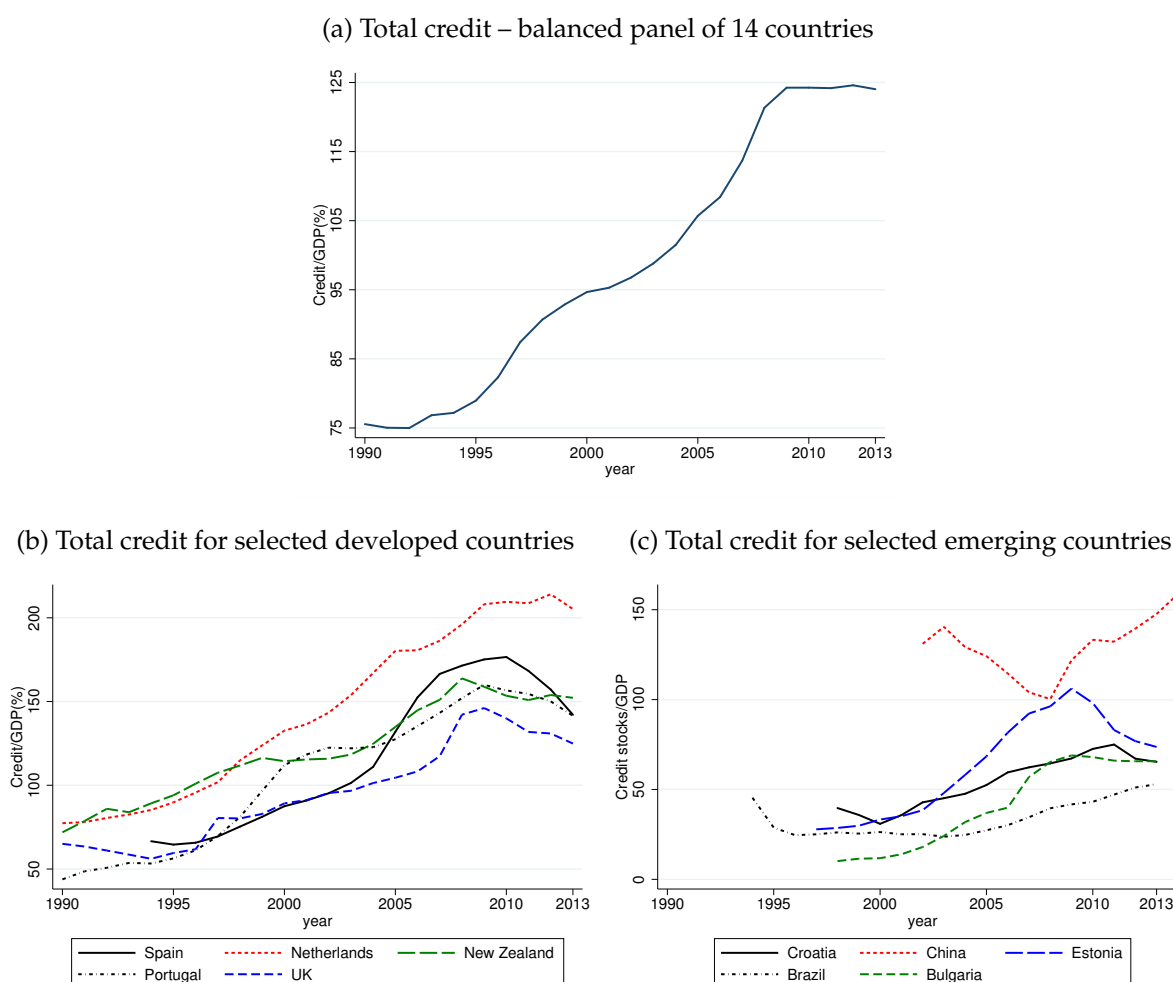 (a) Total credit – balanced panel of 14 countries
125
115
105
95
85
75
Credit/GDP(%)
1990 1995 2000 2005 2010 2013
year
(b) Total credit for selected developed countries
200
150
100
50
Credit/GDP(%)
1990 1995 2000 2005 2010 2013
year
Spain Netherlands New Zealand
Portugal UK
(c) Total credit for selected emerging countries
150
100
50
0
Credit stocks/GDP
1990 1995 2000 2005 2010 2013
year
Croatia China Estonia
Brazil Bulgaria